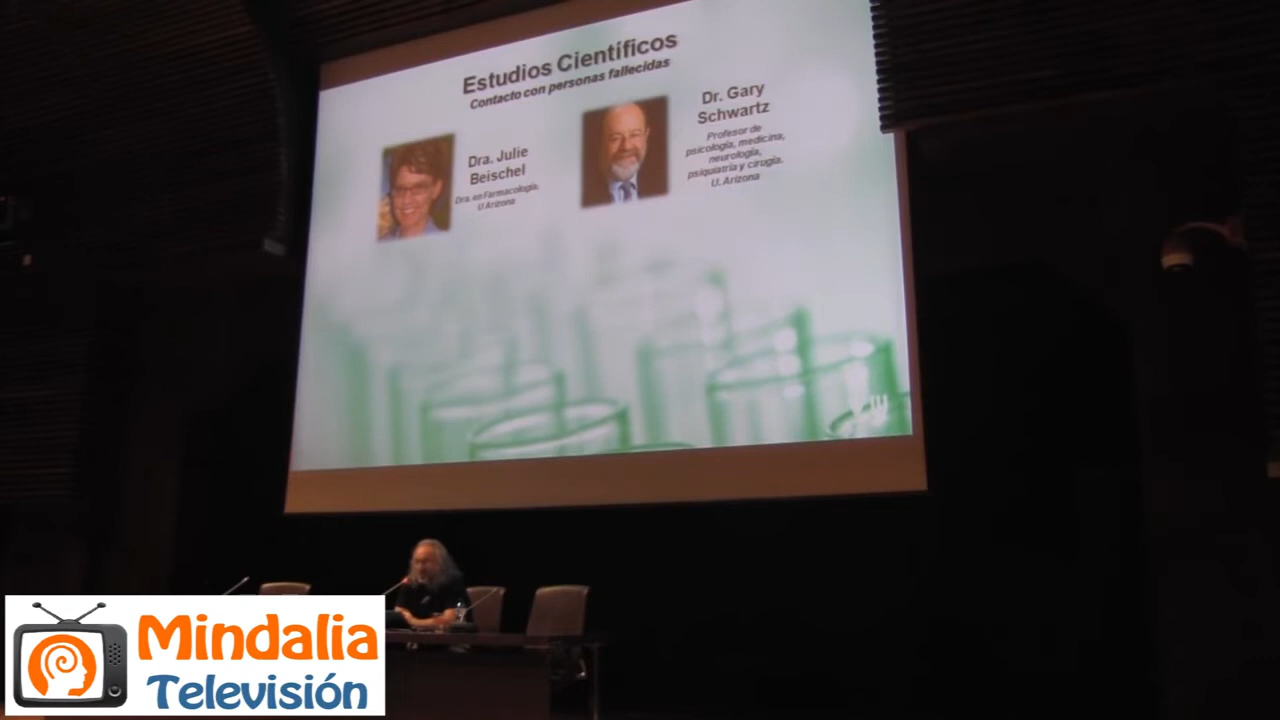 Estudios Científicos
Contacto con personas fallecidas
Dra. Julie
Beischel
Dra. en Farmacología,
U Arizona
Dr. Gary
Schwartz
Profesor de
psicología, medicina,
neurología,
psiquiatría y cirugía.
U. Arizona
Mindalia
Televisión